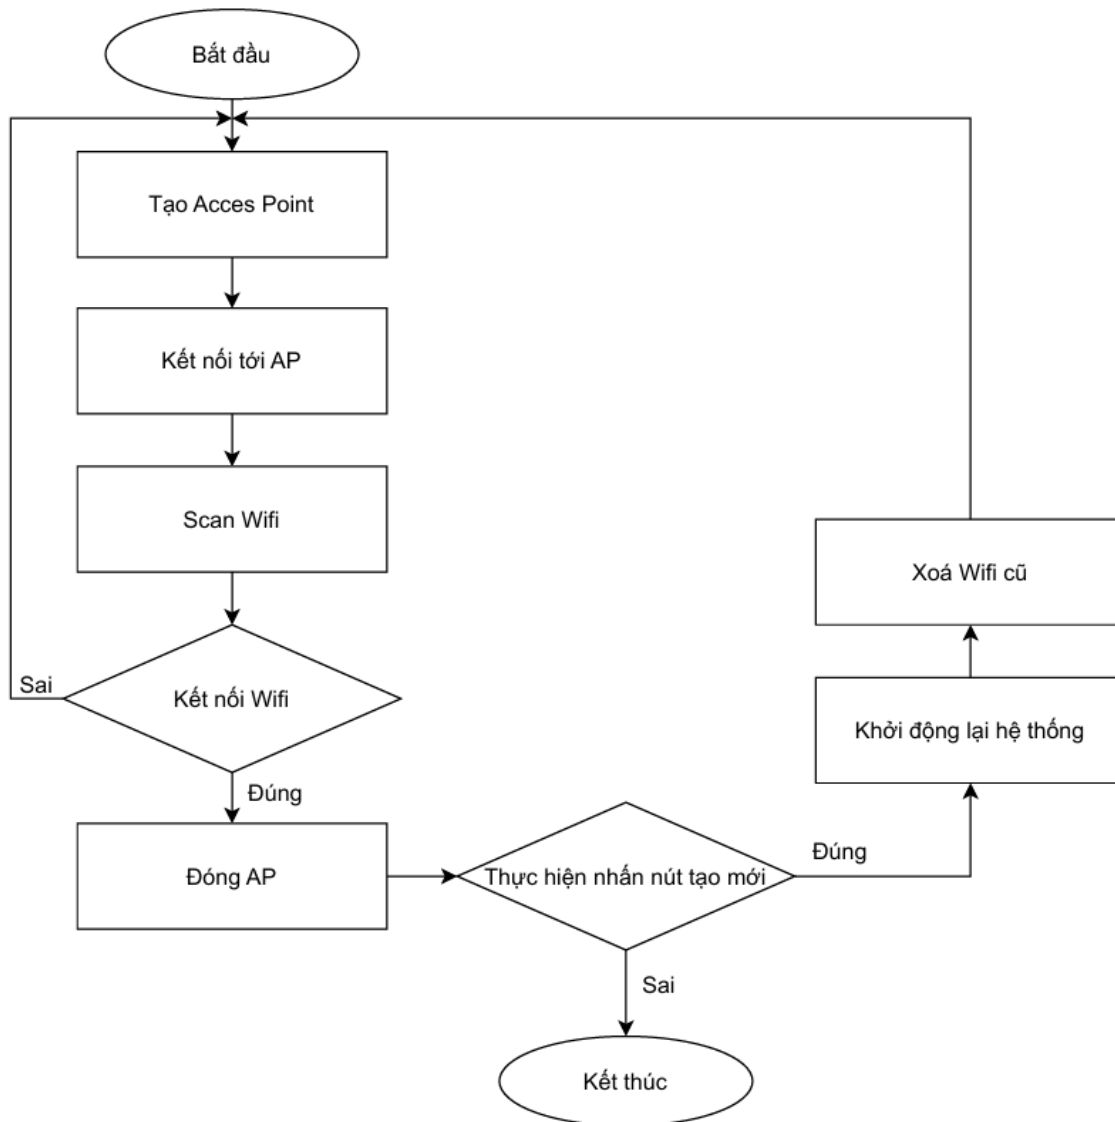 Bắt đầu
Tạo Acces Point
Kết nối tới AP
Scan Wifi
Xoá Wifi cũ
Sai
Kết nối Wifi
Khởi động lại hệ thống
Đúng
Đóng AP
Thực hiện nhấn nút tạo mới
Đúng
Sai
Kết thúc